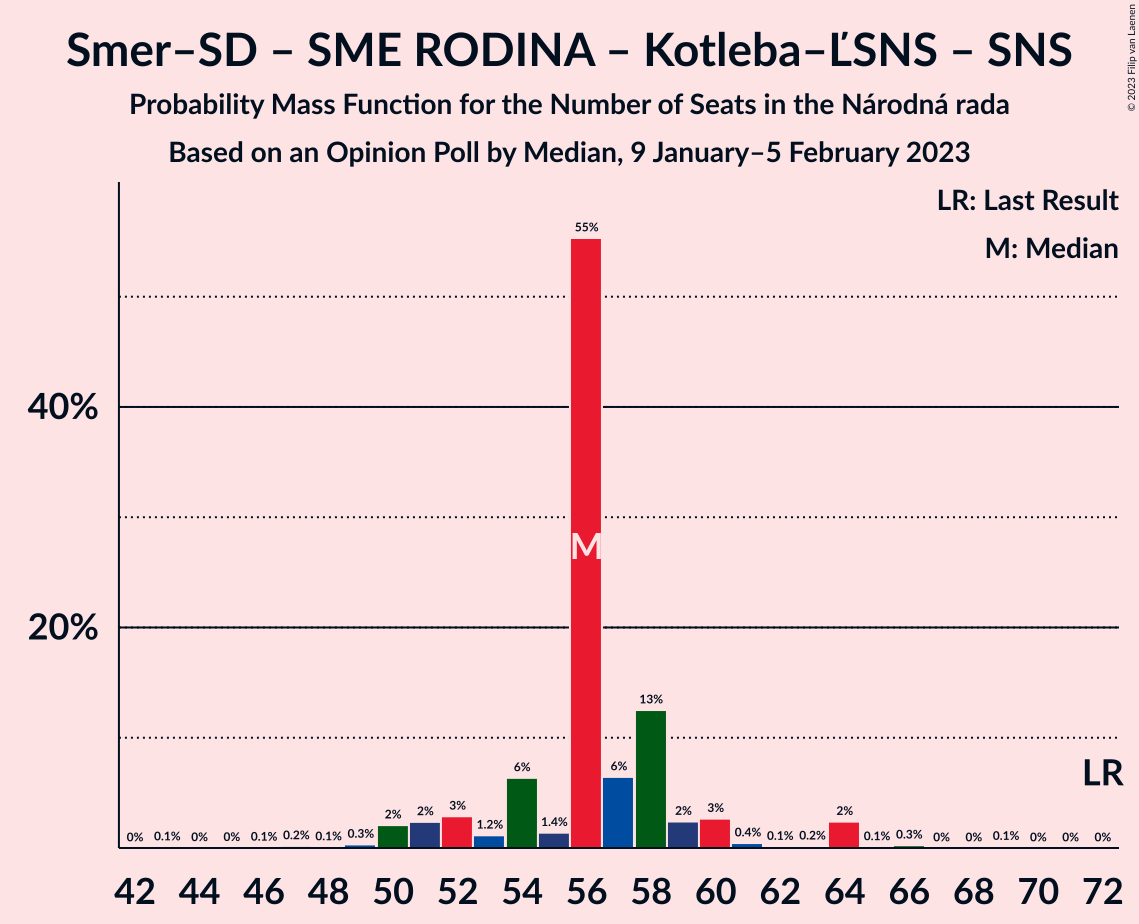 Smer–SD – SME RODINA – Kotleba–ĽSNS – SNS
Probability Mass Function for the Number of Seats in the Národná rada
Based on an Opinion Poll by Median, 9 January–5 February 2023
© 2023 Filip van Laenen
LR: Last Result
M: Median
40%
20%
0% 0.1% 0% 0% 0.1% 0.2% 0.1% 0.3% 2% 2% 3% 1.2% 6% 1.4% 55% 6% 13% 2% 3% 0.4% 0.1% 0.2% 2% 0.1% 0.3% 0% 0% 0.1% 0% 0% 0%
M
LR
42 44 46 48 50 52 54 56 58 60 62 64 66 68 70 72